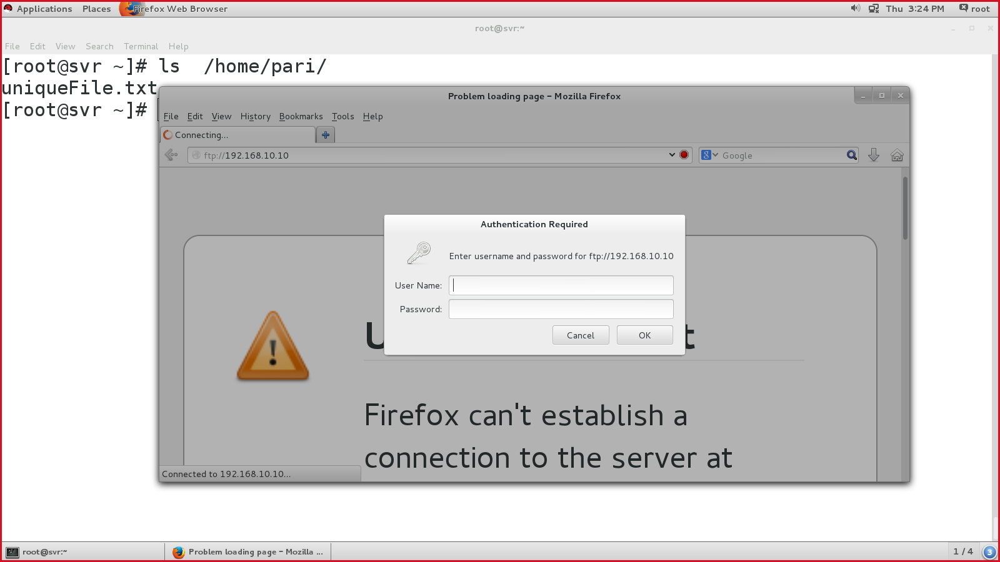 Applications Places Firefox Web Browser Thu 3:24 PM root
root@svr:~
File Edit View Search Terminal Help
[root@svr ~]# ls  /home/pari/
uniqueFile.txt
[root@svr ~]#
Problem loading page - Mozilla Firefox
File Edit View History Bookmarks Tools Help
Connecting...
ftp://192.168.10.10
Google
Authentication Required
Enter username and password for ftp://192.168.10.10
User Name:
Password:
Cancel OK
Firefox can't establish a
connection to the server at
Connected to 192.168.10.10...
root@svr:~ Problem loading page - Mozilla ... 1 / 4 3